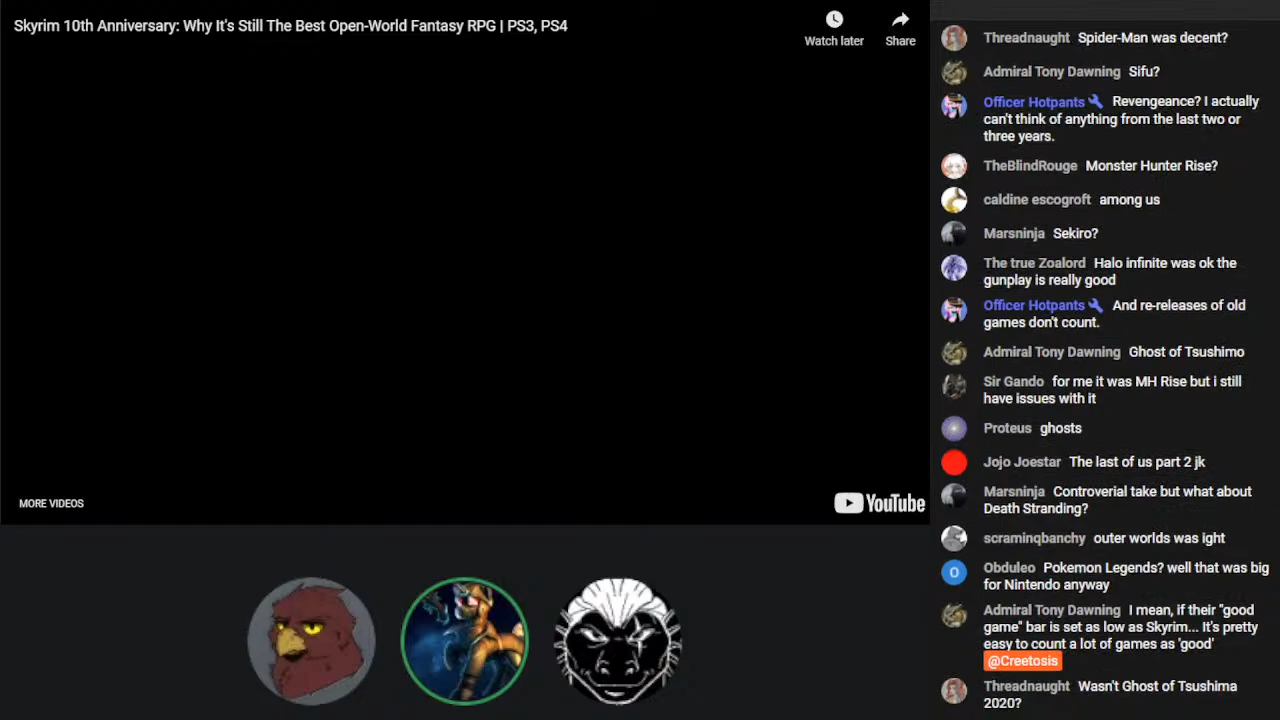 Skyrim 10th Anniversary: Why It's Still The Best Open-World Fantasy RPG | PS3, PS4
Watch later
Share
MORE VIDEOS
YouTube
Threadnaught Spider-Man was decent?
Admiral Tony Dawning Sifu?
Officer Hotpants Revengeance? I actually
can't think of anything from the last two or
three years.
TheBlindRouge Monster Hunter Rise?
caldine escogroft among us
Marsninja Sekiro?
The true Zoalord Halo infinite was ok the
gunplay is really good
Officer Hotpants And re-releases of old
games don't count.
Admiral Tony Dawning Ghost of Tsushimo
Sir Gando for me it was MH Rise but i still
have issues with it
Proteus ghosts
Jojo Joestar The last of us part 2 jk
Marsninja Controverial take but what about
Death Stranding?
scraminqbanchy outer worlds was ight
O
Obduleo Pokemon Legends? well that was big
for Nintendo anyway
Admiral Tony Dawning I mean, if their "good
game" bar is set as low as Skyrim... It's pretty
easy to count a lot of games as 'good'
@Creetosis
Threadnaught Wasn't Ghost of Tsushima
2020?